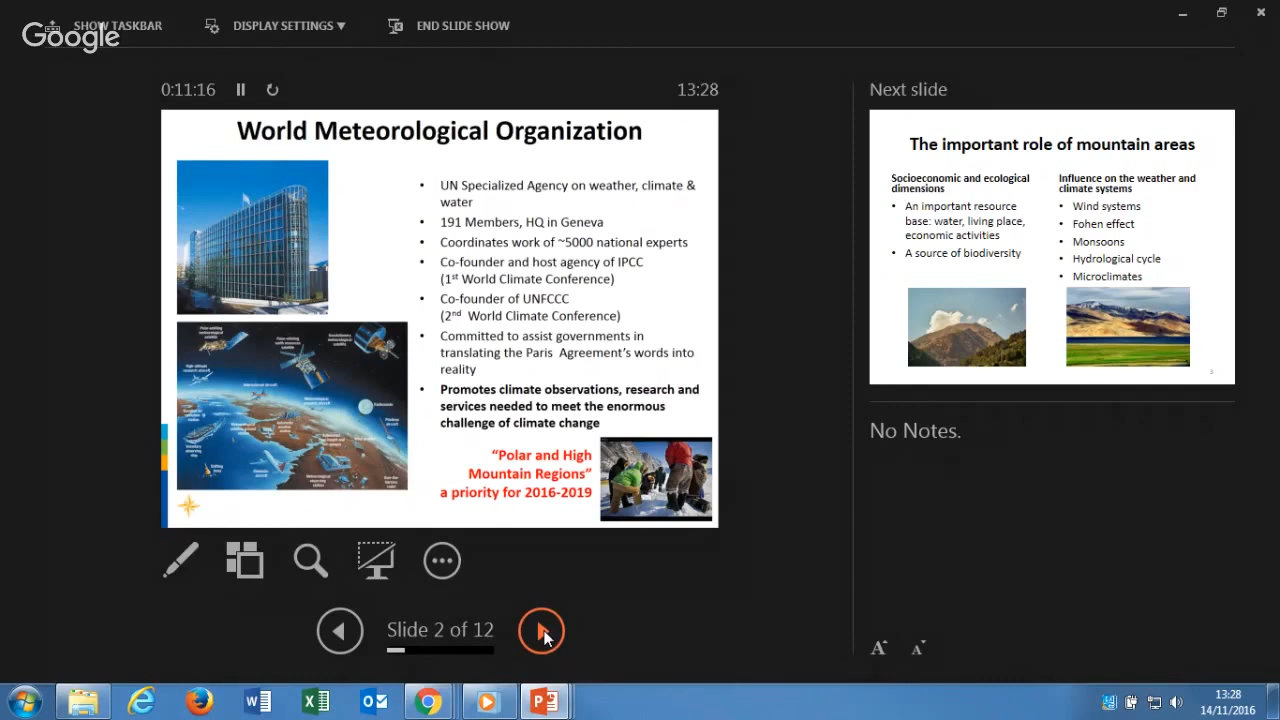 Google
SHOW TASKBAR
DISPLAY SETTINGS ▼
END SLIDE SHOW
0:11:16
13:28
World Meteorological Organization
• UN Specialized Agency on weather, climate &
water
• 191 Members, HQ in Geneva
• Coordinates work of ~5000 national experts
• Co-founder and host agency of IPCC
(1st World Climate Conference)
• Co-founder of UNFCCC
(2nd World Climate Conference)
• Committed to assist governments in
translating the Paris Agreement's words into
reality
• Promotes climate observations, research and
services needed to meet the enormous
challenge of climate change
“Polar and High
Mountain Regions”
a priority for 2016-2019
Slide 2 of 12
Next slide
The important role of mountain areas
Socioeconomic and ecological
dimensions
• An important resource
base: water, living place,
economic activities
• A source of biodiversity
Influence on the weather and
climate systems
• Wind systems
• Fohen effect
• Monsoons
• Hydrological cycle
• Microclimates
3
No Notes.
A A
13:28
14/11/2016